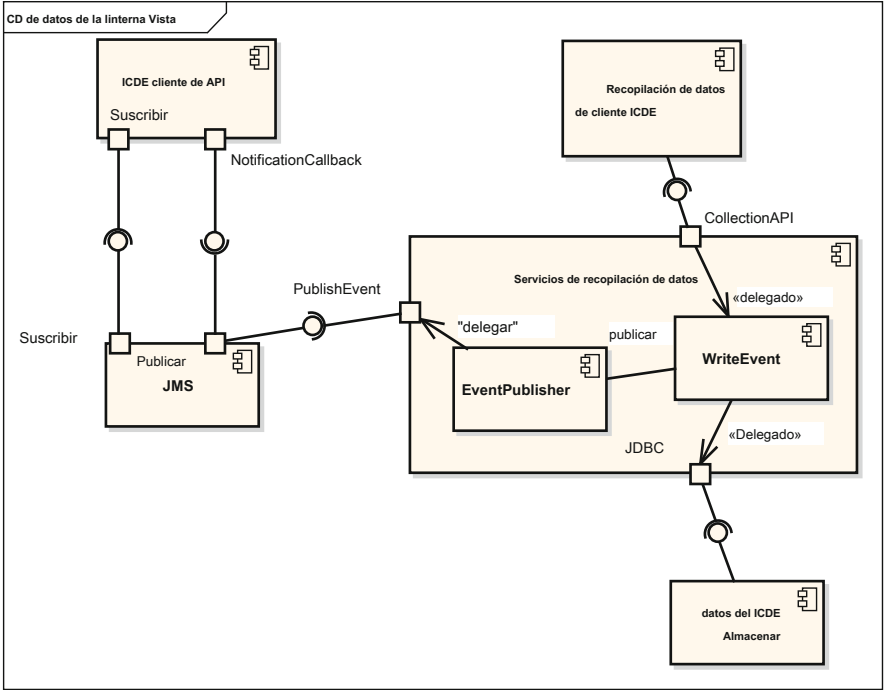 CD de datos de la linterna Vista
ICDE cliente de API
Suscribir
NotificationCallback
Recopilación de datos
de cliente ICDE
CollectionAPI
Servicios de recopilación de datos
«delegado»
PublishEvent
"delegar"
publicar
WriteEvent
Suscribir
Publicar
JMS
EventPublisher
«Delegado»
JDBC
datos del ICDE
Almacenar